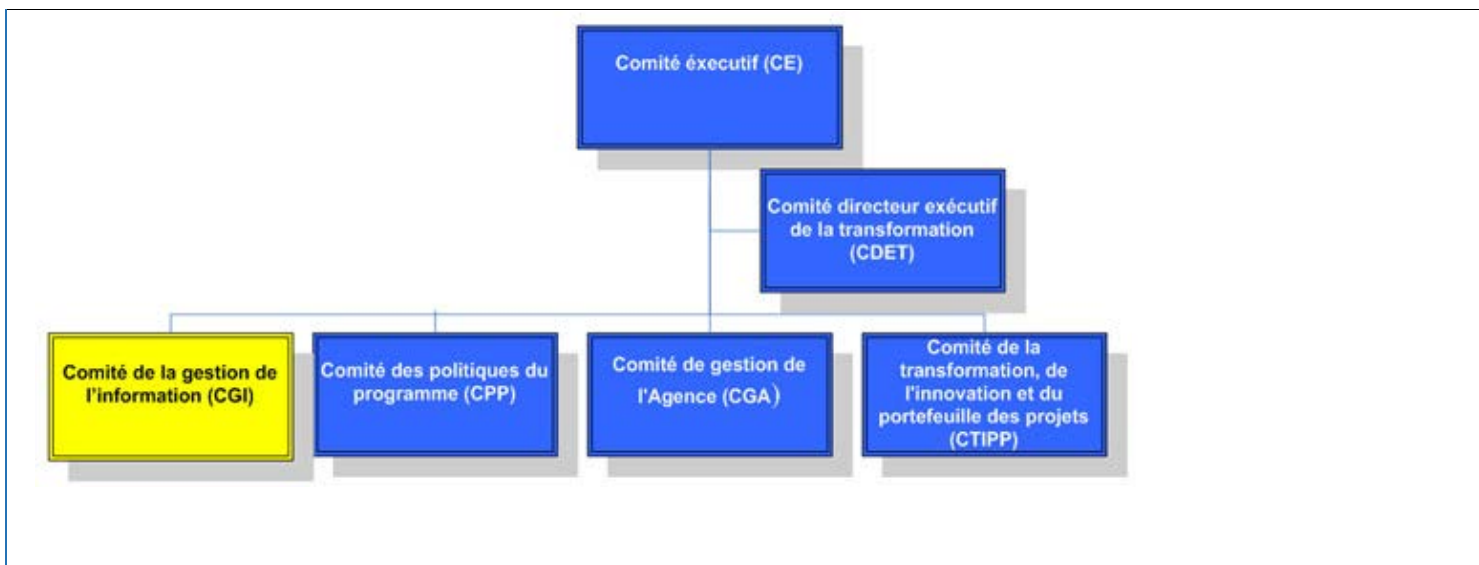 Comité éxecutif (CE)
Comité directeur exécutif
de la transformation
(CDET)
Comité de la gestion de
l'information (CGI)
Comité des politiques du
programme (CPP)
Comité de gestion de
l'Agence (CGA)
Comité de la
transformation, de
l'innovation et du
portefeuille des projets
(CTIPP)